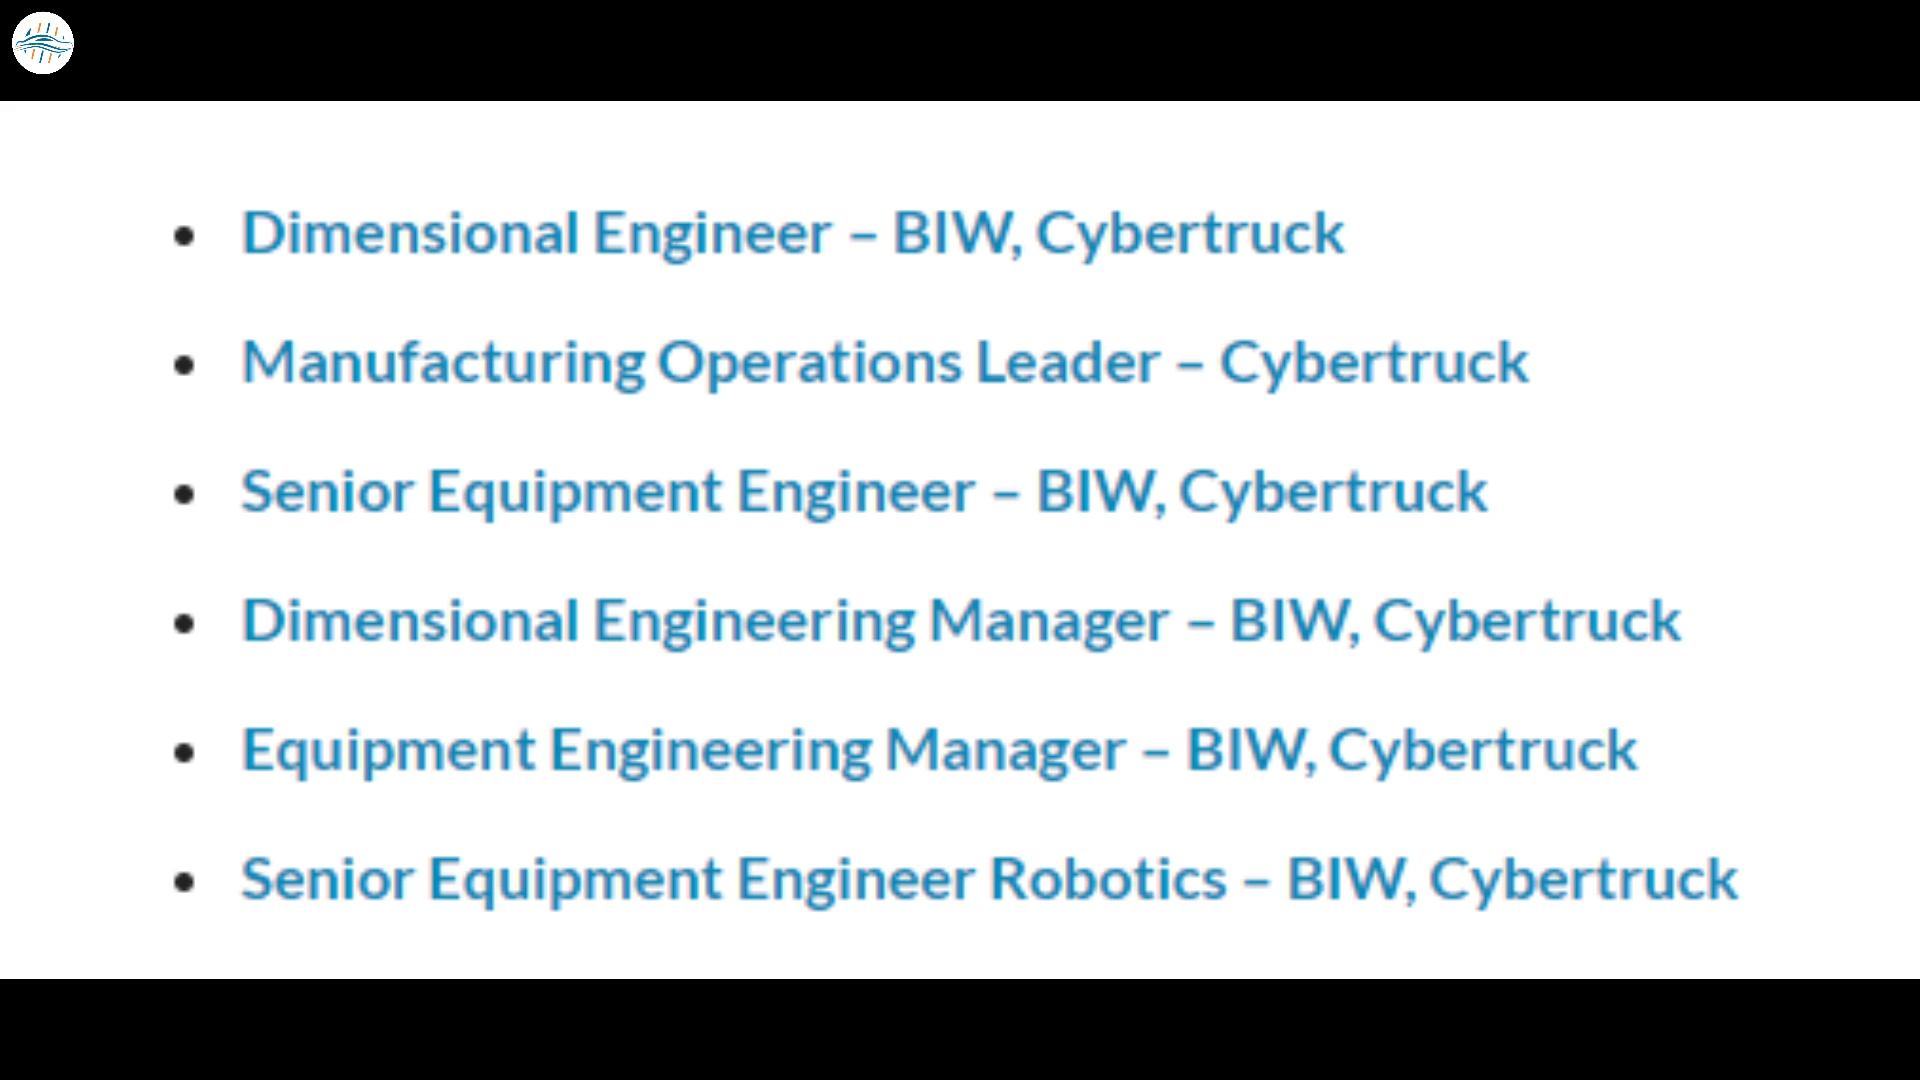 Dimensional Engineer – BIW, Cybertruck
Manufacturing Operations Leader – Cybertruck
Senior Equipment Engineer – BIW, Cybertruck
Dimensional Engineering Manager – BIW, Cybertruck
Equipment Engineering Manager – BIW, Cybertruck
Senior Equipment Engineer Robotics – BIW, Cybertruck